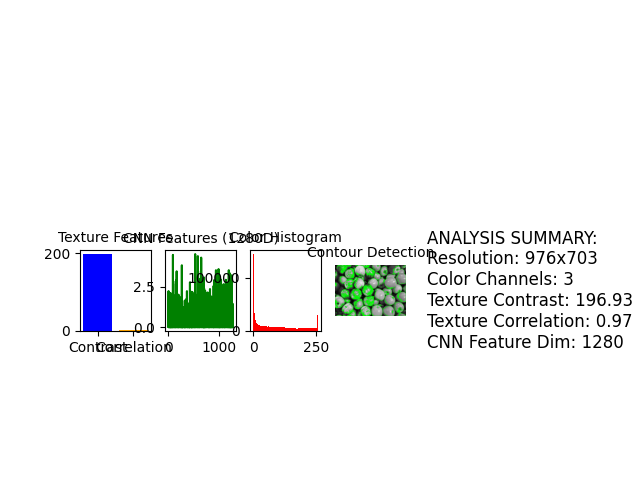 Texture Features
CNN Features (1280D)
Color Histogram
Contour Detection
200
0
Contrast
Correlation
2.5
0.0
0
1000
100000
0
0
250
ANALYSIS SUMMARY:
Resolution: 976x703
Color Channels: 3
Texture Contrast: 196.93
Texture Correlation: 0.97
CNN Feature Dim: 1280